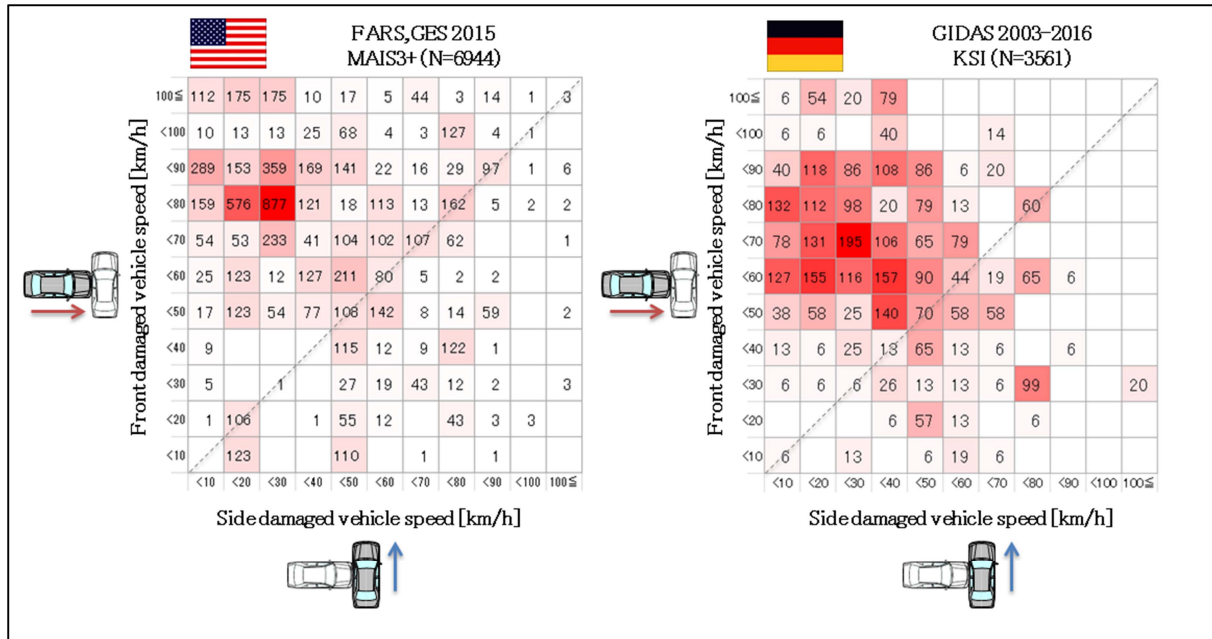 FARS,GES 2015
MAIS3+ (N=6944)
Front damaged vehicle speed [km/h]
100≦ 112 175 175 10 17 5 44 3 14 1 3
<100 10 13 13 25 68 4 3 127 4 1
<90 289 153 359 169 141 22 16 29 97 1 6
<80 159 576 877 121 18 113 13 162 5 2 2
<70 54 53 233 41 104 102 107 62 1
<60 25 123 12 127 211 80 5 2 2
<50 17 123 54 77 108 142 8 14 59 2
<40 9 115 12 9 122 1
<30 5 1 27 19 43 12 2 3
<20 1 106 1 55 12 43 3 3
<10 123 110 1 1
<10 <20 <30 <40 <50 <60 <70 <80 <90 <100 100≦
Side damaged vehicle speed [km/h]
GIDAS 2003-2016
KSI (N=3561)
Front damaged vehicle speed [km/h]
100≦ 6 54 20 79
<100 6 6 40 14
<90 40 118 86 108 86 6 20
<80 132 112 98 20 79 13 60
<70 78 131 195 106 65 79
<60 127 155 116 157 90 44 19 65 6
<50 38 58 25 140 70 58 58
<40 13 6 25 13 65 13 6 6
<30 6 6 6 26 13 13 6 99 20
<20 6 57 13 6
<10 6 13 6 19 6
<10 <20 <30 <40 <50 <60 <70 <80 <90 <100 100≦
Side damaged vehicle speed [km/h]